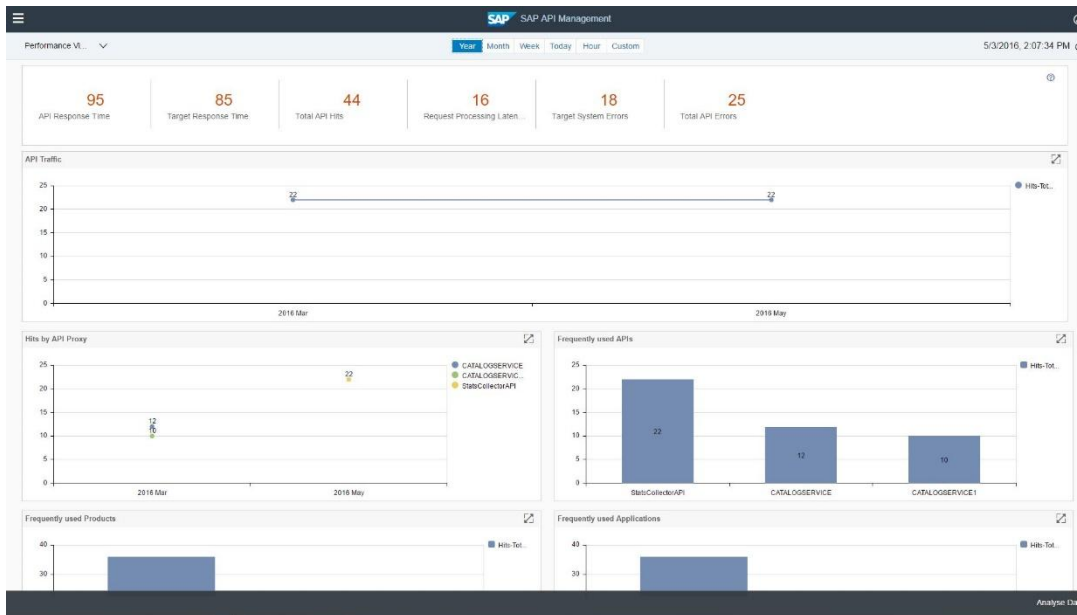 SAP SAP API Management
Performance Vi... Year Month Week Today Hour Custom 5/3/2016, 2:07:34 PM
95 85 44 16 18 25
API Response Time Target Response Time Total API Hits Request Processing Laten... Target System Errors Total API Errors
API Traffic
25
20
15
10
5
0
22 22
2016 Mar 2016 May
Hits-Tot...
Hits by API Proxy
25
20
15
10
5
0
22
12
10
2016 Mar 2016 May
CATALOGSERVICE
CATALOGSERVIC...
StatsCollectorAPI
Frequently used APIs
25
20
15
10
5
0
22 12 10
StatsCollectorAPI CATALOGSERVICE CATALOGSERVICE1
Hits-Tot...
Frequently used Products
40
30
Hits-Tot...
Frequently used Applications
40
30
Hits-Tot...
Analyse Da